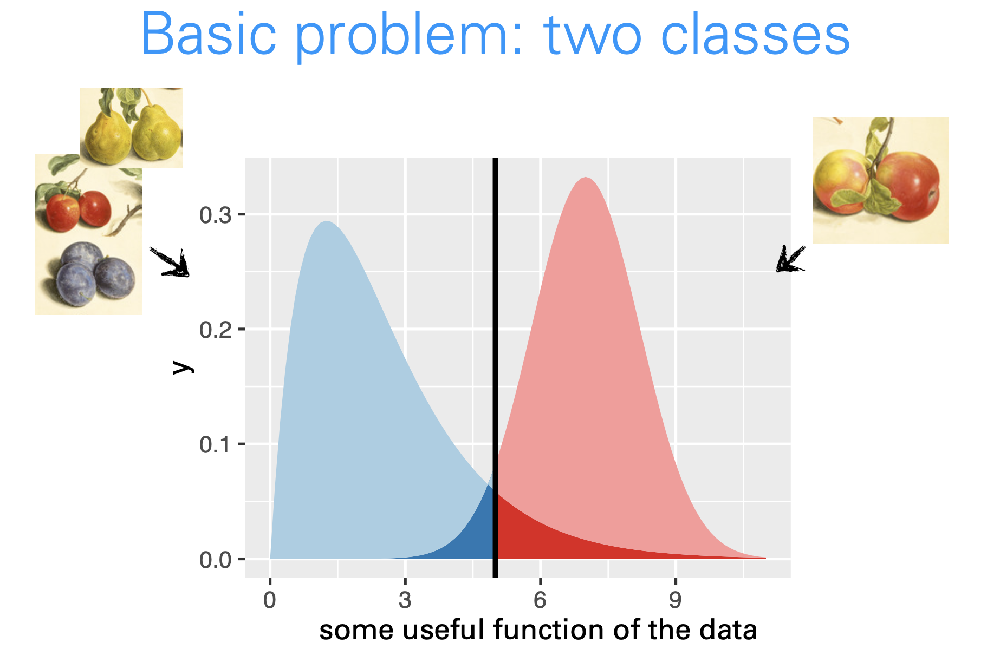 Basic problem: two classes
0.3
0.2
0.1
0.0
y
0 3 6 9
some useful function of the data